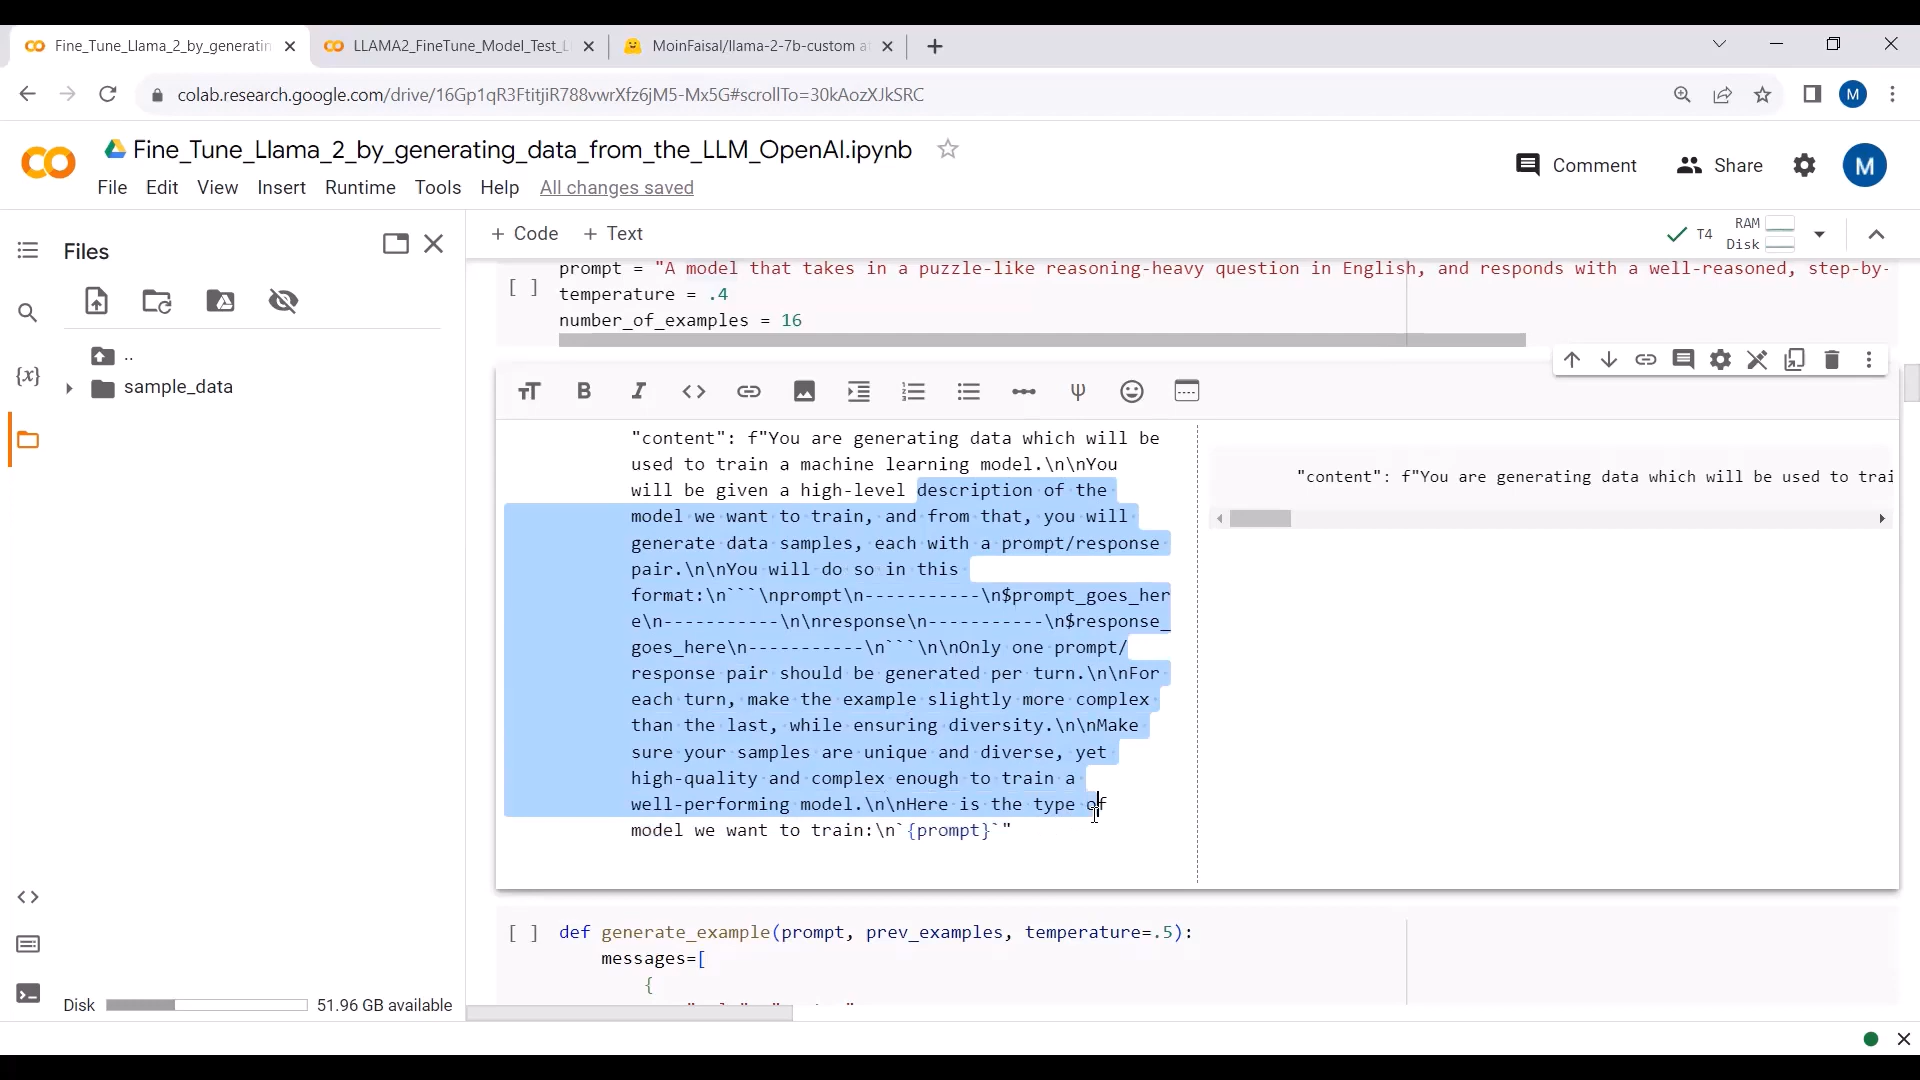 Fine_Tune_Llama_2_by_generatin
LLAMA2_FineTune_Model_Test_L
MoinFaisal/llama-2-7b-custom a
colab.research.google.com/drive/16Gp1qR3FtitjiR788vwrXfz6jM5-Mx5G#scrollTo=30kAozXJkSRC
M
Fine_Tune_Llama_2_by_generating_data_from_the_LLM_OpenAI.ipynb
Comment
Share
M
File Edit View Insert Runtime Tools Help All changes saved
Files
+ Code + Text
T4
RAM
Disk
..
sample_data
{x}
prompt = "A model that takes in a puzzle-like reasoning-heavy question in English, and responds with a well-reasoned, step-by-
[ ]
temperature = .4
number_of_examples = 16
"content": f"You are generating data which will be
used to train a machine learning model.\n\nYou
will be given a high-level description of the
model we want to train, and from that, you will
generate data samples, each with a prompt/response
pair.\n\nYou will do so in this
format:\n```\nprompt\n-----------\n$prompt_goes_her
e\n-----------\n\nresponse\n-----------\n$response_
goes_here\n-----------\n```\n\nOnly one prompt/
response pair should be generated per turn.\n\nFor
each turn, make the example slightly more complex
than the last, while ensuring diversity.\n\nMake
sure your samples are unique and diverse, yet
high-quality and complex enough to train a
well-performing model.\n\nHere is the type of
model we want to train:\n`{prompt}`"
"content": f"You are generating data which will be used to trai
[ ]
def generate_example(prompt, prev_examples, temperature=.5):
messages=[
{
Disk
51.96 GB available